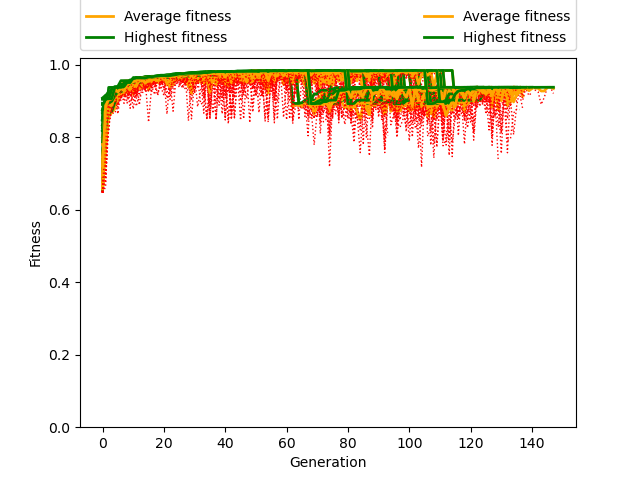 Average fitness Average fitness
Highest fitness Highest fitness
1.0
0.8
0.6
0.4
0.2
0.0
Fitness
0 20 40 60 80 100 120 140
Generation